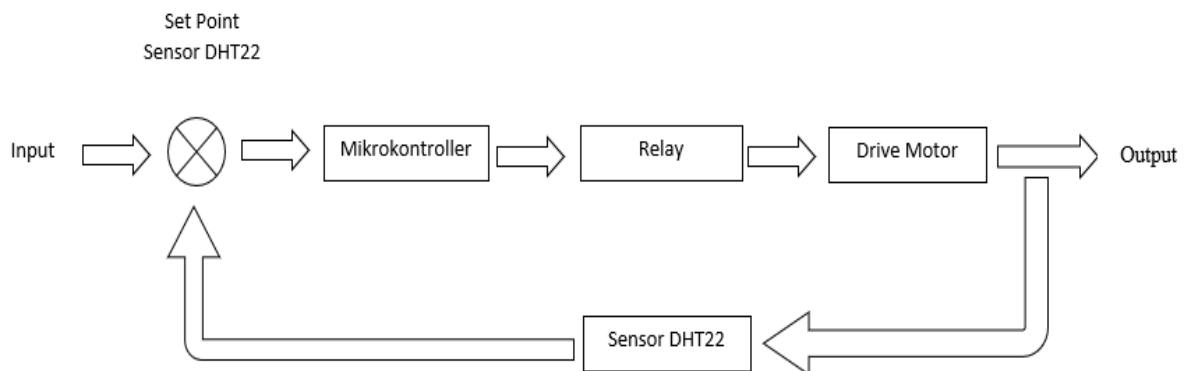 Set Point
Sensor DHT22
Input
Mikrokontroller
Relay
Drive Motor
Output
Sensor DHT22